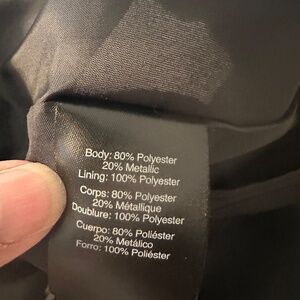 Body: 80% Polyester
20% Metallic
Lining: 100% Polyester
Corps: 80% Polyester
20% Métallique
Doublure: 100% Polyester
Cuerpo: 80% Poliéster
20% Metálico
Forro: 100% Poliéster